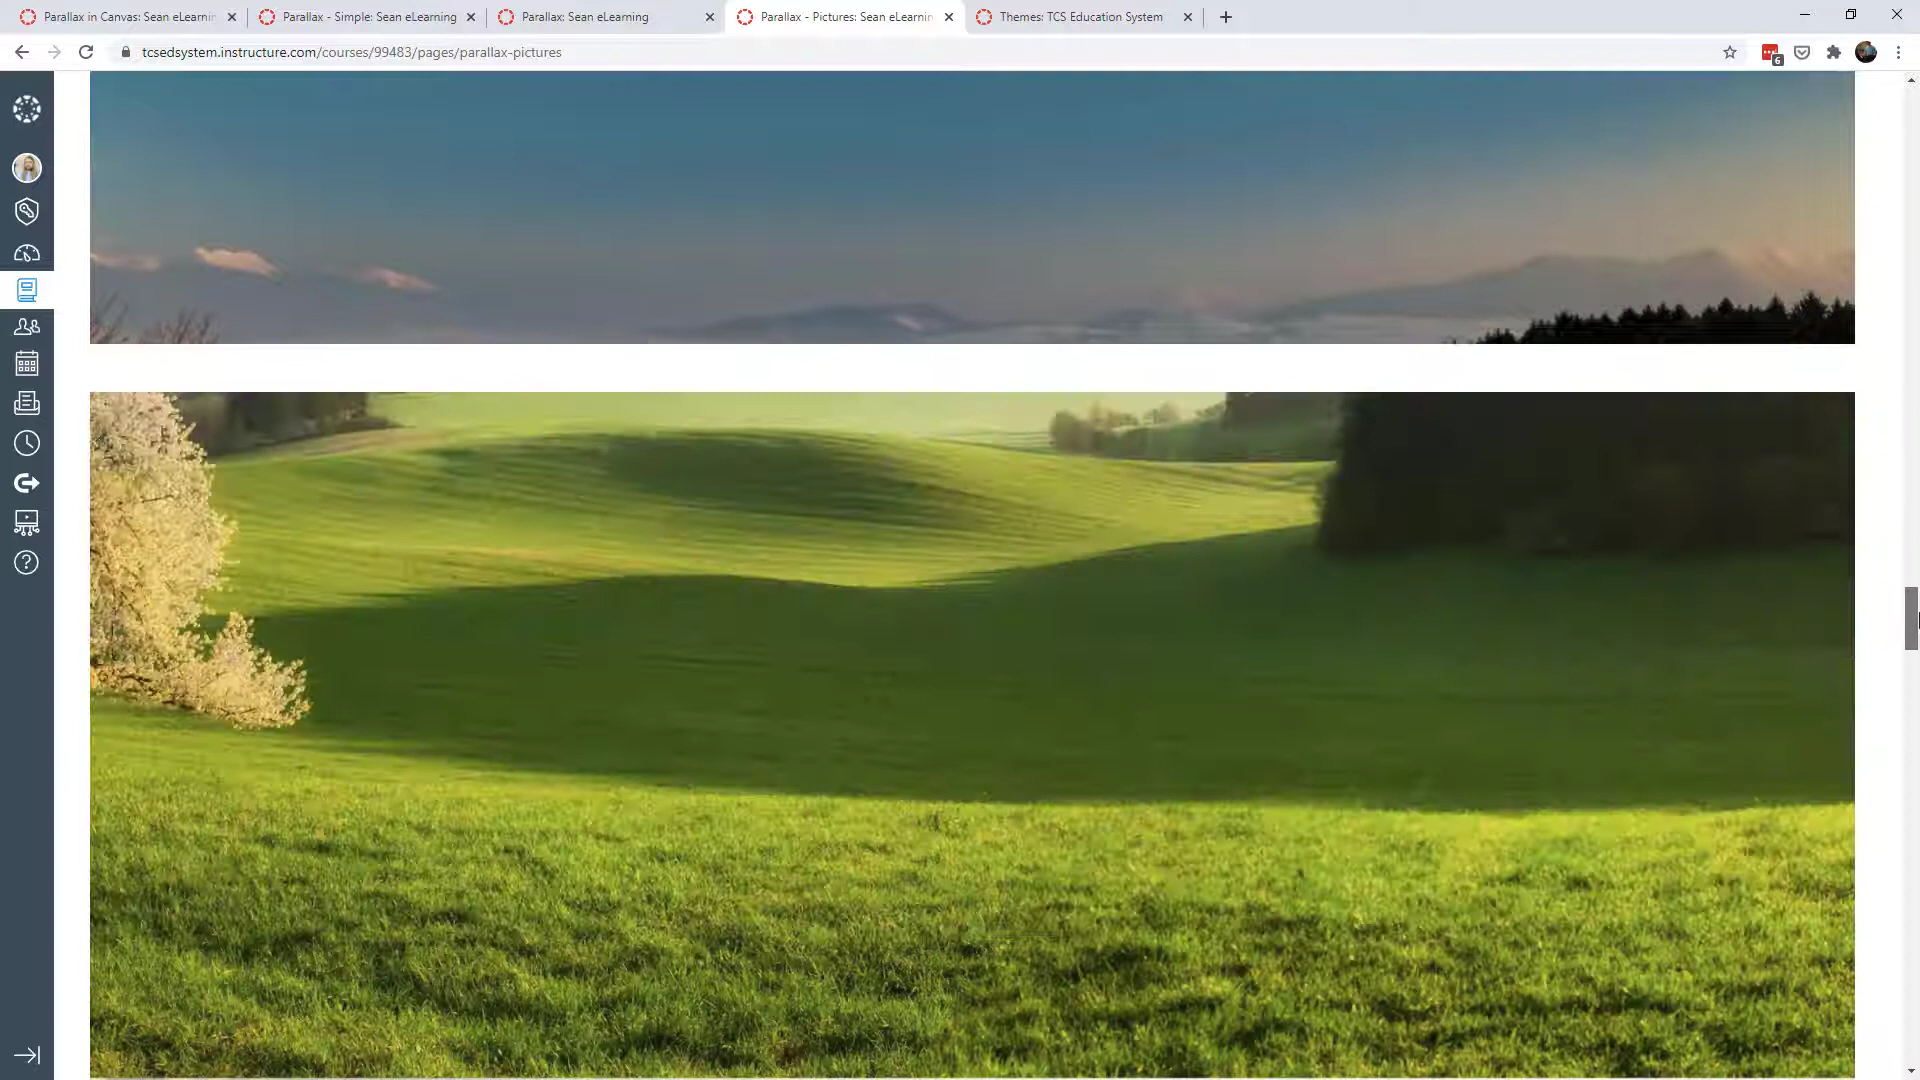 Parallax in Canvas: Sean eLearnin
Parallax - Simple: Sean eLearning
Parallax: Sean eLearning
Parallax - Pictures: Sean eLearnin
Themes: TCS Education System
tcsedsystem.instructure.com/courses/99483/pages/parallax-pictures
6